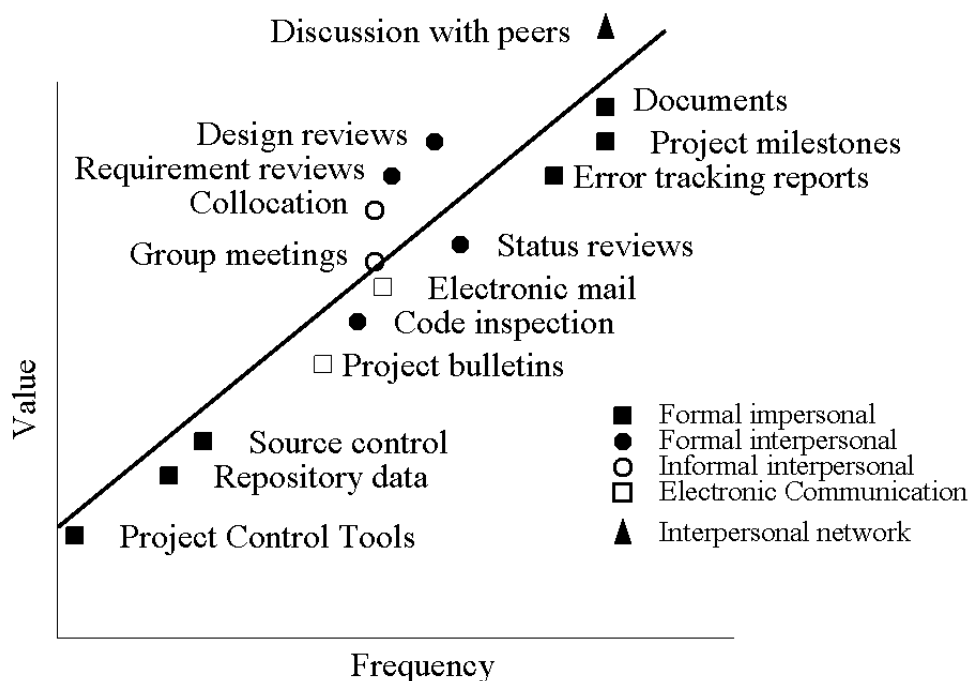 Discussion with peers
Documents
Design reviews
Project milestones
Requirement reviews
Error tracking reports
Collocation
Group meetings
Status reviews
Electronic mail
Code inspection
Project bulletins
Value
Source control
Repository data
Project Control Tools
Formal impersonal
Formal interpersonal
Informal interpersonal
Electronic Communication
Interpersonal network
Frequency